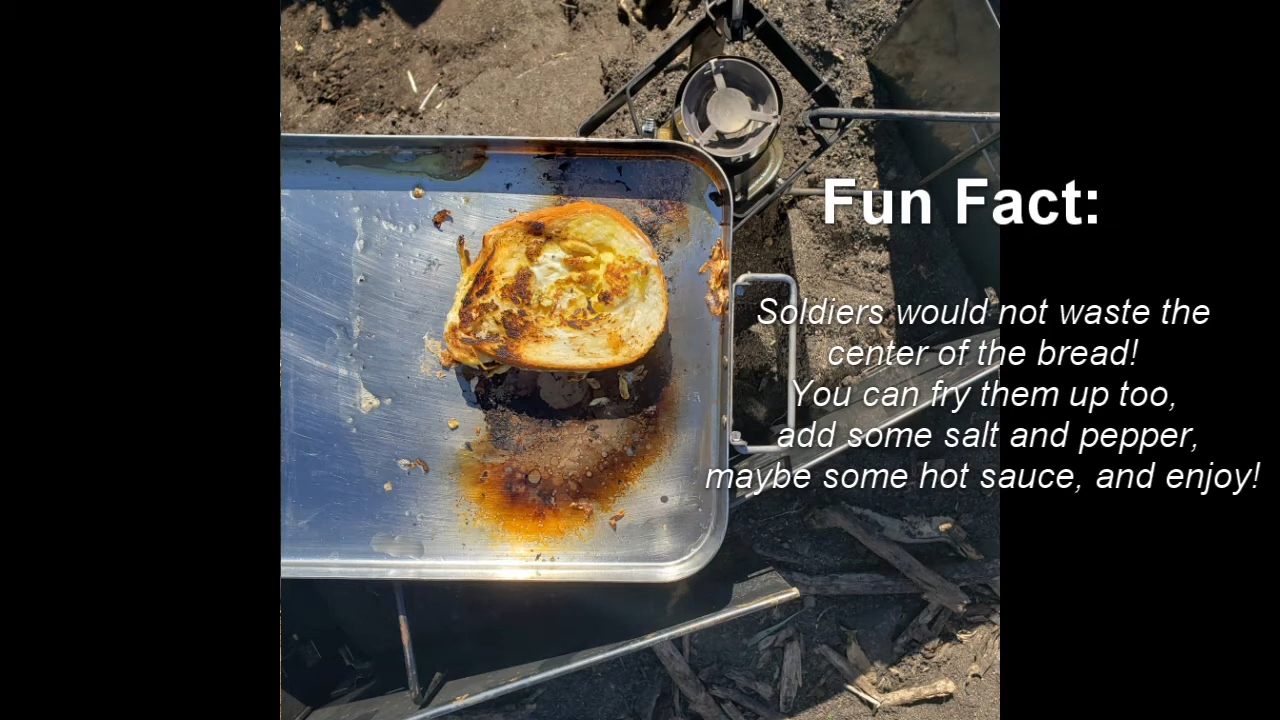 Fun Fact:
Soldiers would not waste the
center of the bread!
You can fry them up too,
add some salt and pepper,
maybe some hot sauce, and enjoy!